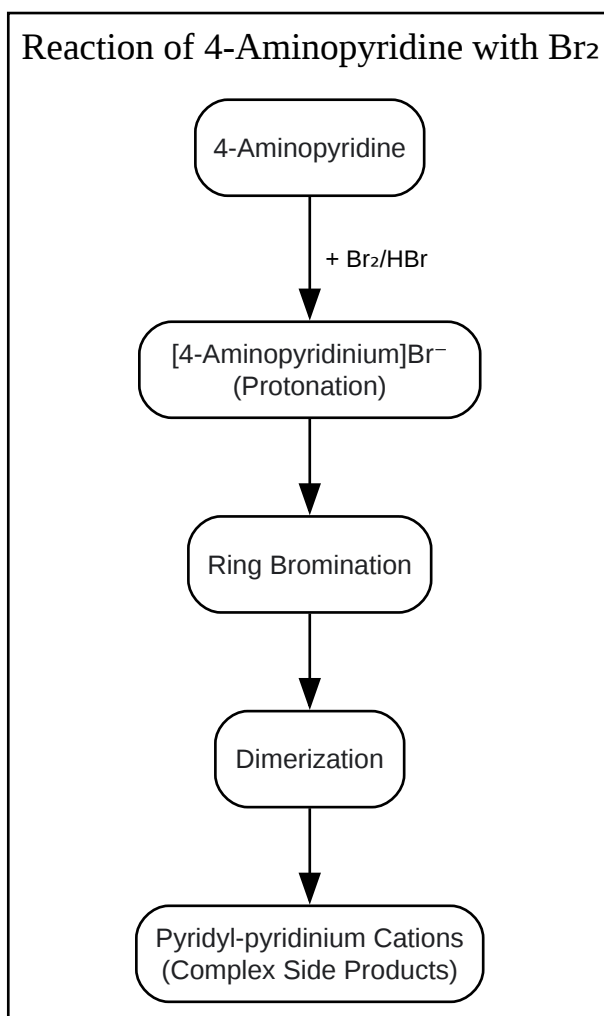 Reaction of 4-Aminopyridine with Br₂
4-Aminopyridine
+ Br₂/HBr
[4-Aminopyridinium]Br⁻
(Protonation)
Ring Bromination
Dimerization
Pyridyl-pyridinium Cations
(Complex Side Products)